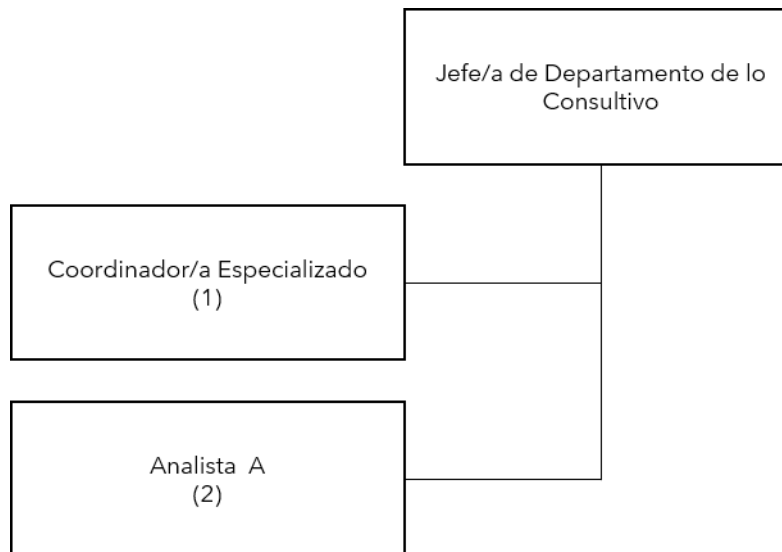 Jefe/a de Departamento de lo
Consultivo
Coordinador/a Especializado
(1)
Analista A
(2)